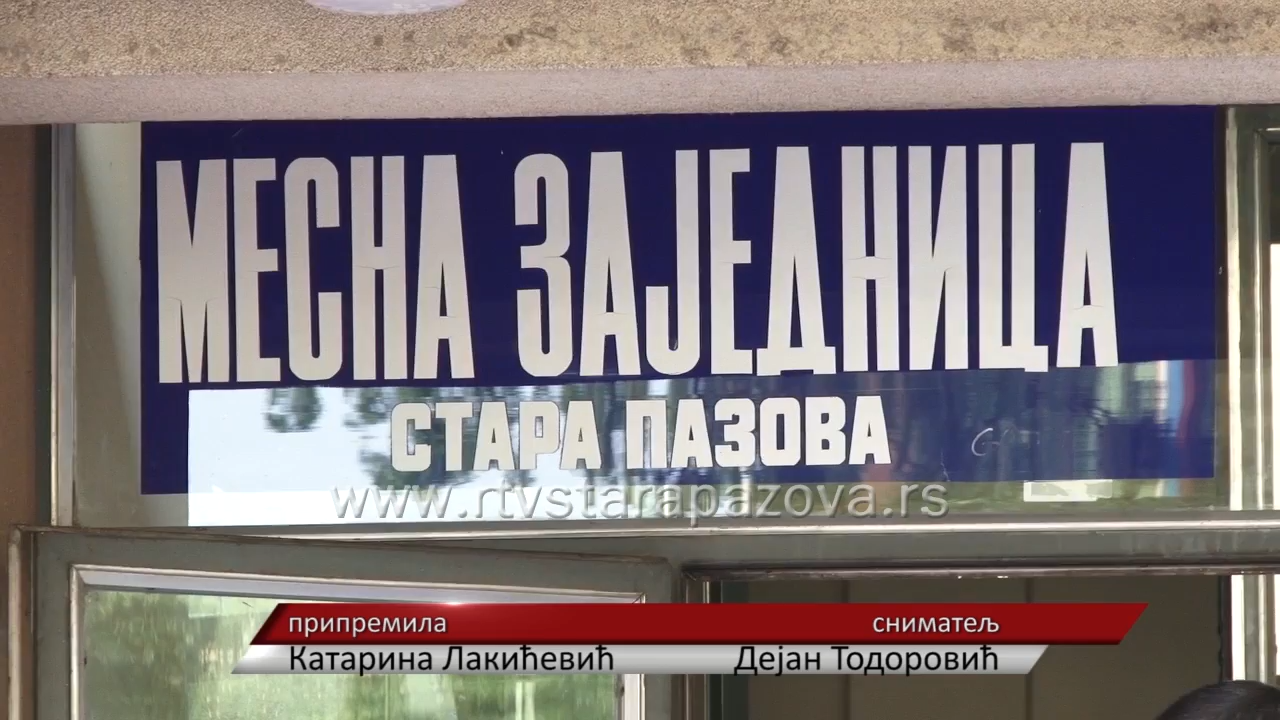 МЕСНА ЗАЈЕДНИЦА
СТАРА ПАЗОВА
www.rtvstarapazova.rs
припремила
сниматељ
Катарина Лакићевић
Дејан Тодоровић